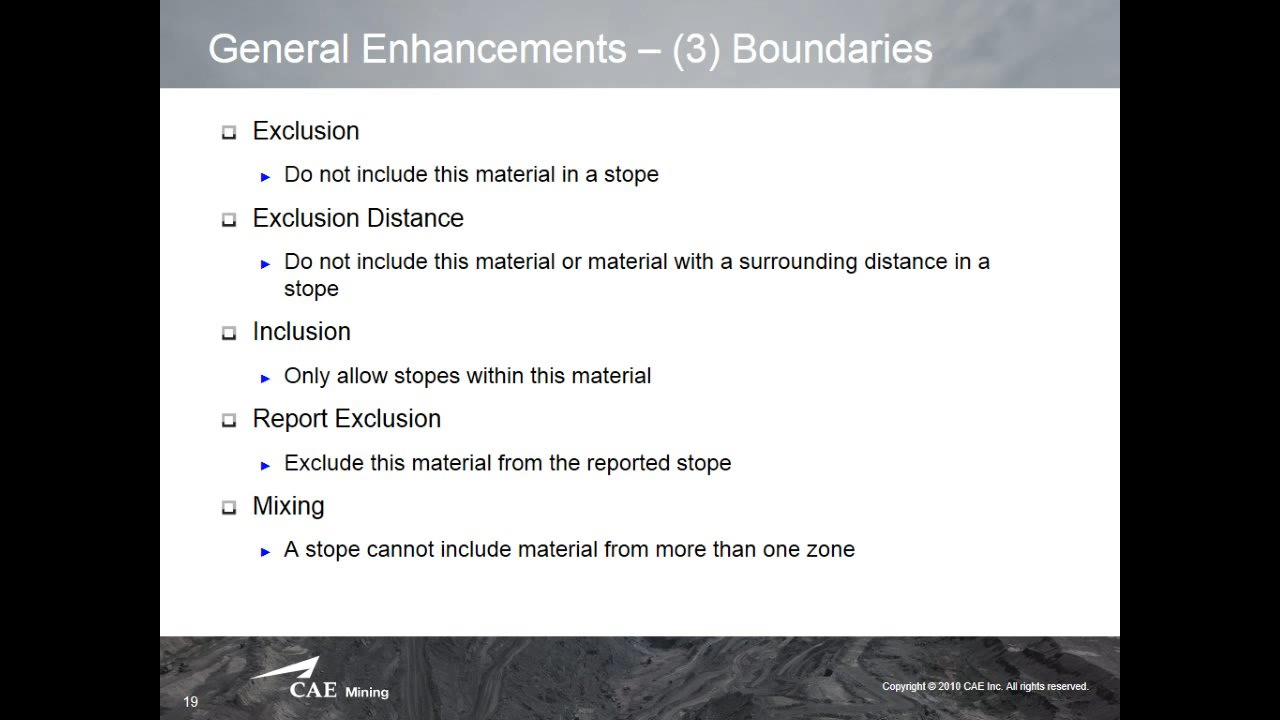 General Enhancements – (3) Boundaries
Exclusion
Do not include this material in a stope
Exclusion Distance
Do not include this material or material with a surrounding distance in a
stope
Inclusion
Only allow stopes within this material
Report Exclusion
Exclude this material from the reported stope
Mixing
A stope cannot include material from more than one zone
CAE Mining
Copyright © 2010 CAE Inc. All rights reserved.
19